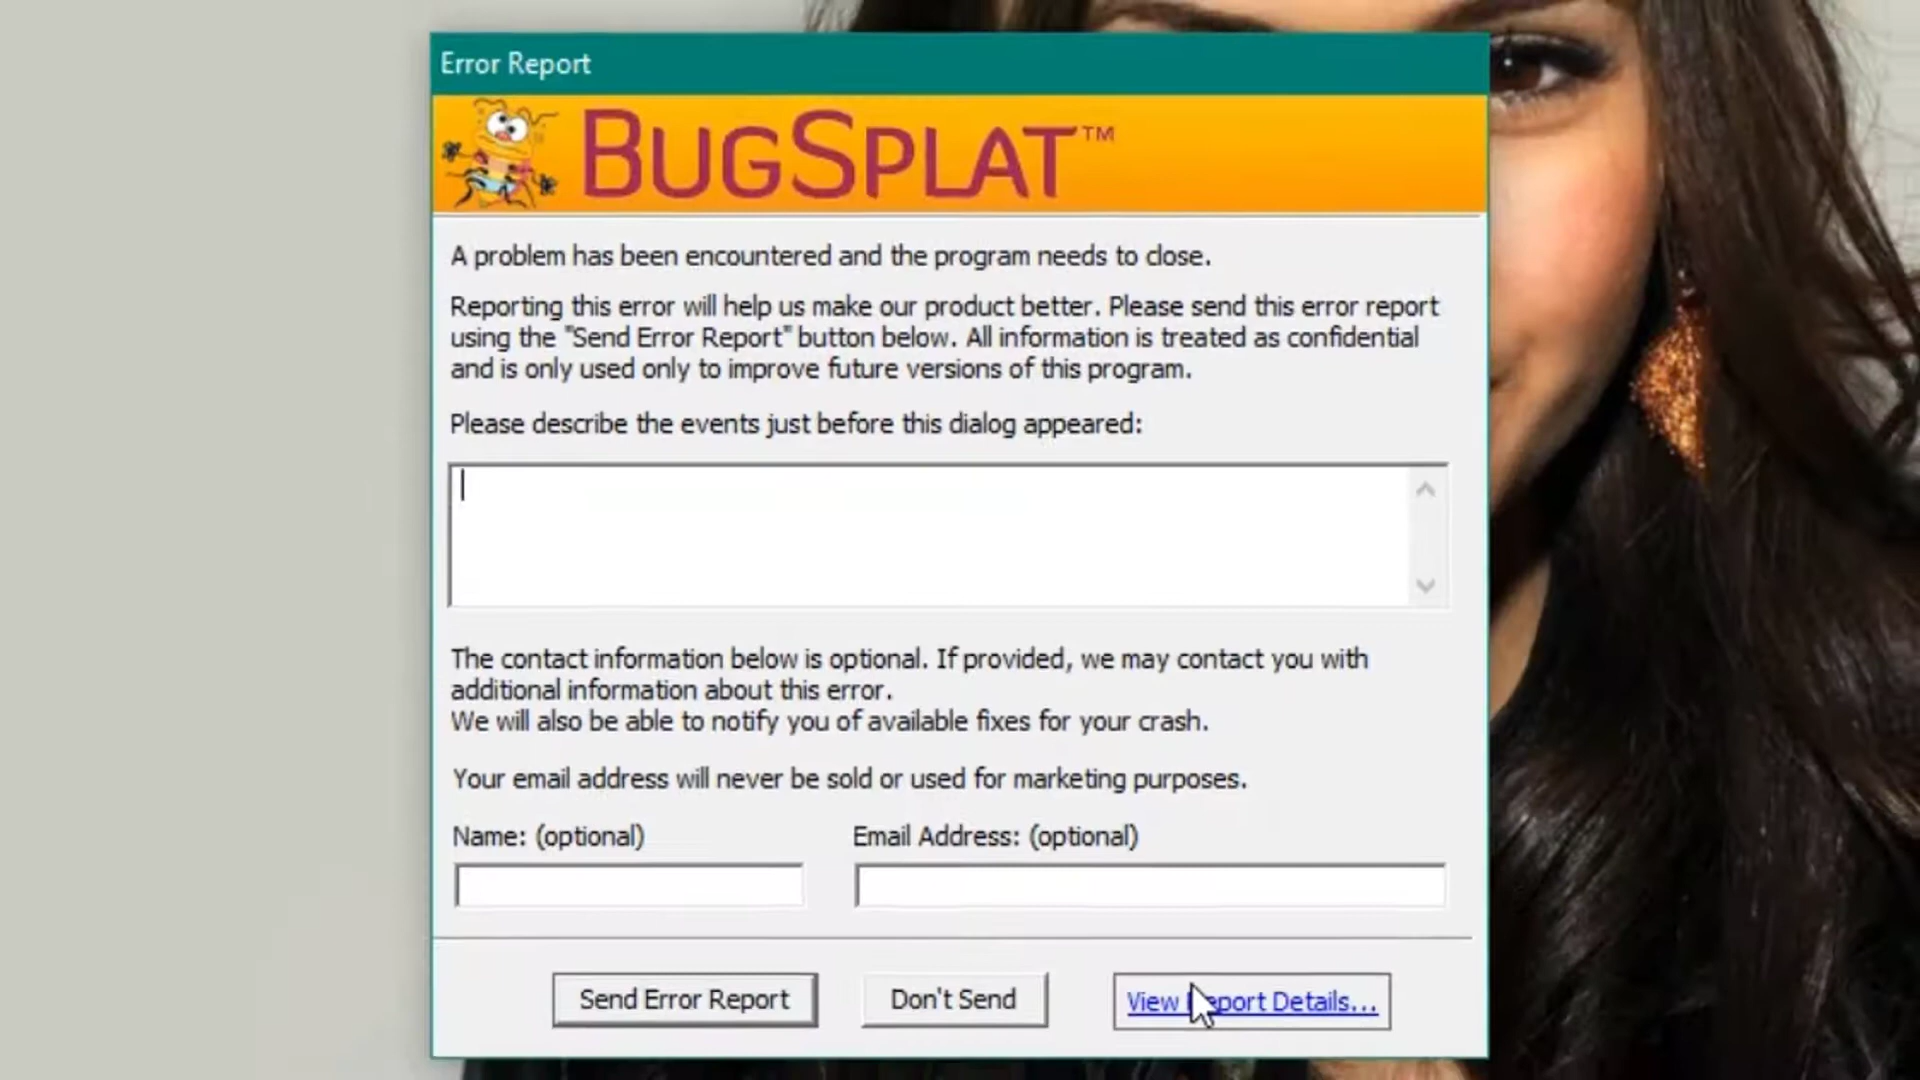 Error Report
BUGSPLAT™
A problem has been encountered and the program needs to close.
Reporting this error will help us make our product better. Please send this error report
using the "Send Error Report" button below. All information is treated as confidential
and is only used only to improve future versions of this program.
Please describe the events just before this dialog appeared:
The contact information below is optional. If provided, we may contact you with
additional information about this error.
We will also be able to notify you of available fixes for your crash.
Your email address will never be sold or used for marketing purposes.
Name: (optional) Email Address: (optional)
Send Error Report Don't Send View Report Details...